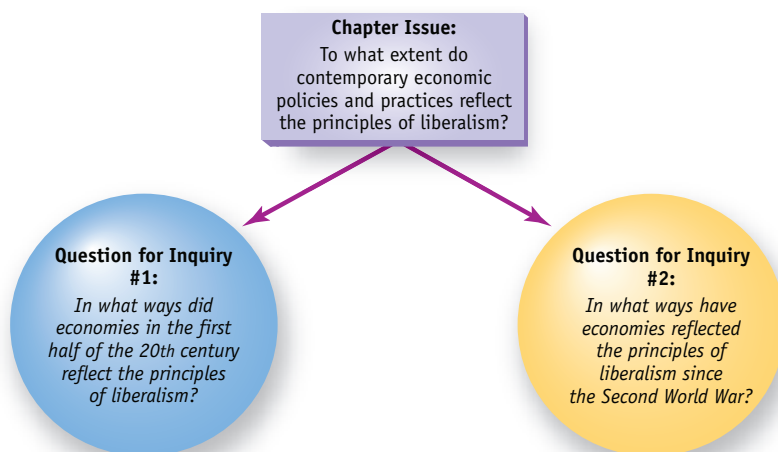 Chapter Issue:
To what extent do
contemporary economic
policies and practices reflect
the principles of liberalism?
Question for Inquiry
#1:
In what ways did
economies in the first
half of the 20th century
reflect the principles
of liberalism?
Question for Inquiry
#2:
In what ways have
economies reflected
the principles of
liberalism since
the Second World War?